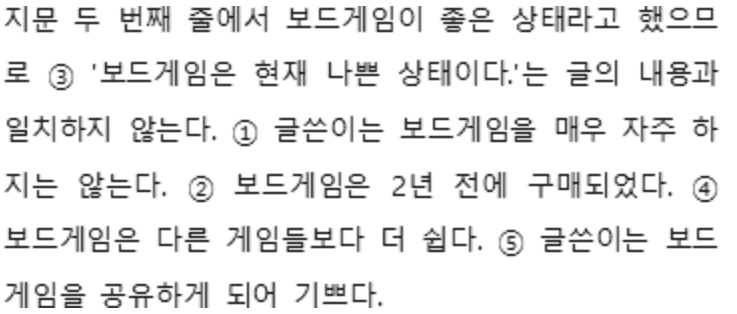 지문 두 번째 줄에서 보드게임이 좋은 상태라고 했으므
로 ③ '보드게임은 현재 나쁜 상태이다.'는 글의 내용과
일치하지 않는다. ① 글쓴이는 보드게임을 매우 자주 하
지는 않는다. ② 보드게임은 2년 전에 구매되었다. ④
보드게임은 다른 게임들보다 더 쉽다. ⑤ 글쓴이는 보드
게임을 공유하게 되어 기쁘다.